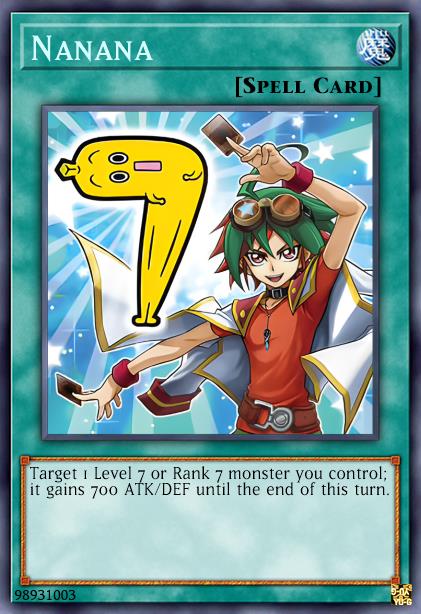 Nanana
[Spell Card]
Target 1 Level 7 or Rank 7 monster you control;
it gains 700 ATK/DEF until the end of this turn.
98931003